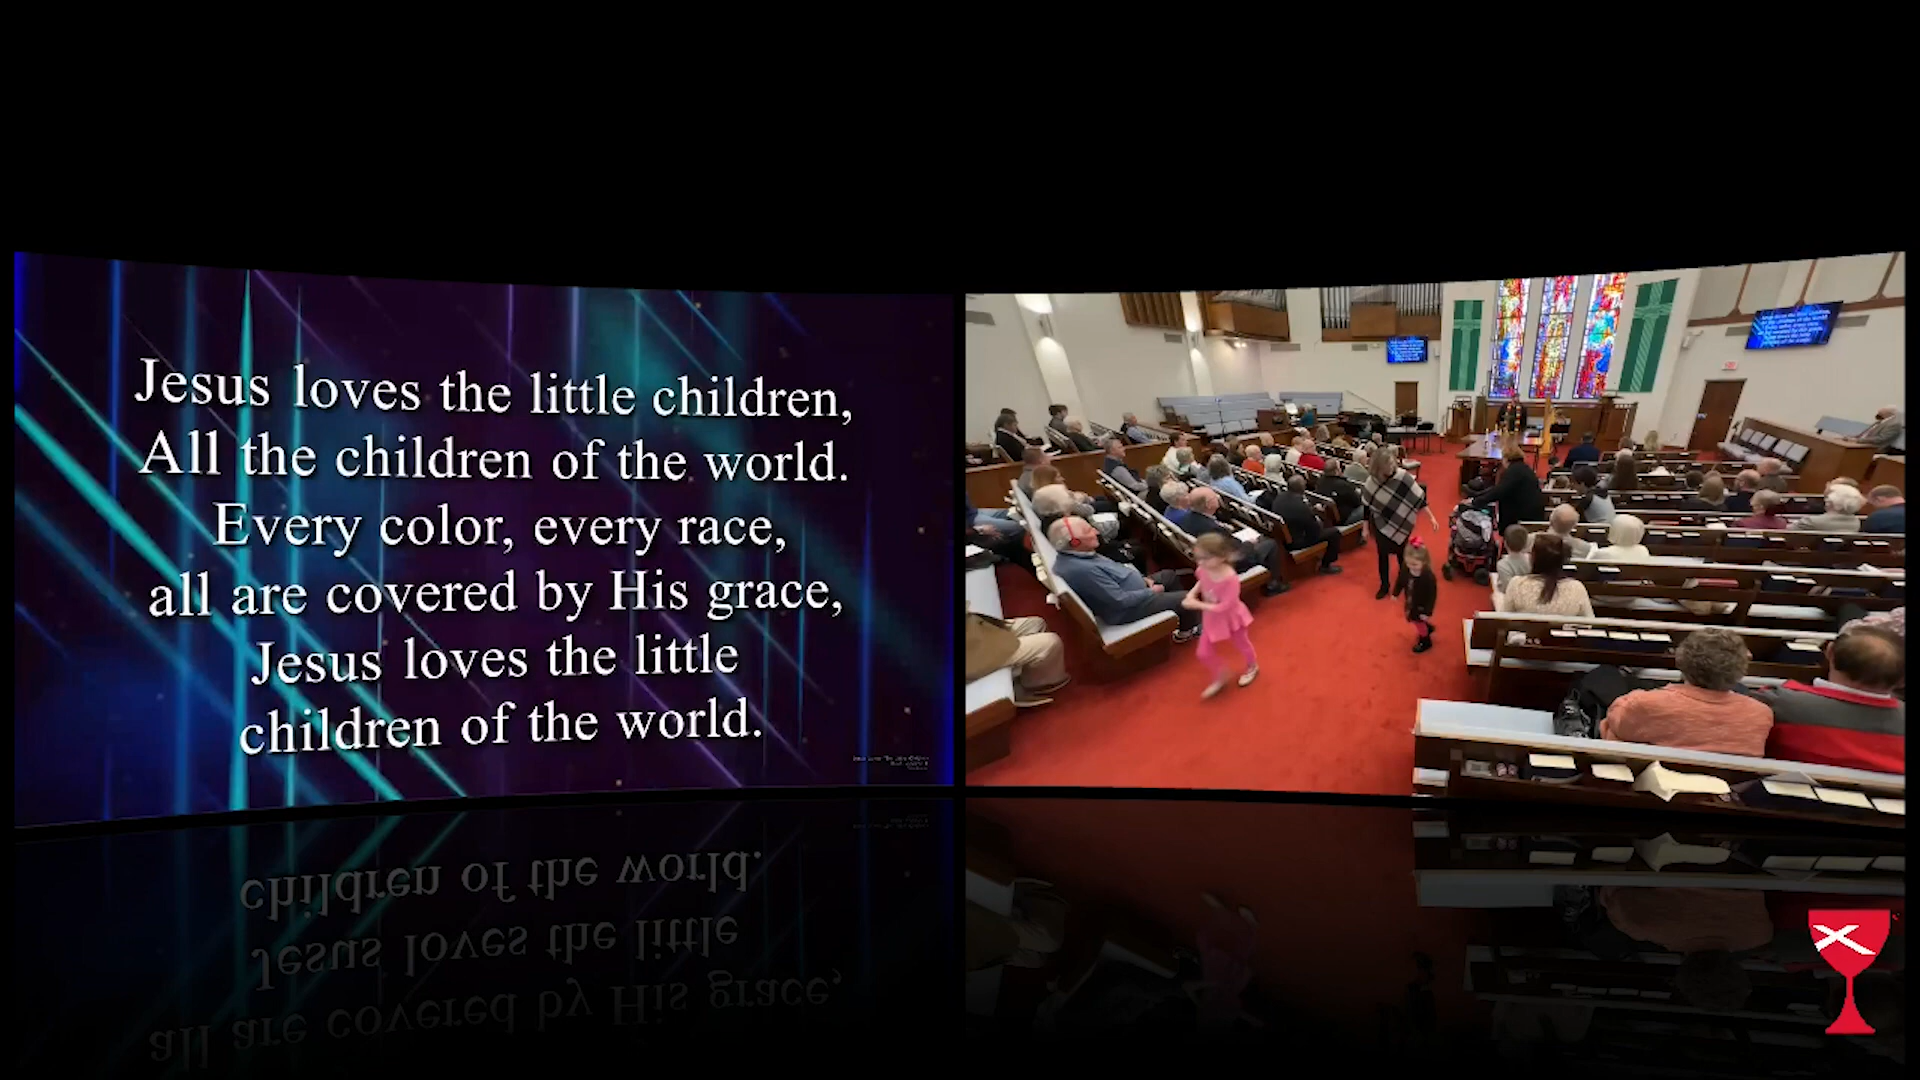 Jesus loves the little children,
All the children of the world.
Every color, every race,
all are covered by His grace,
Jesus loves the little
children of the world.